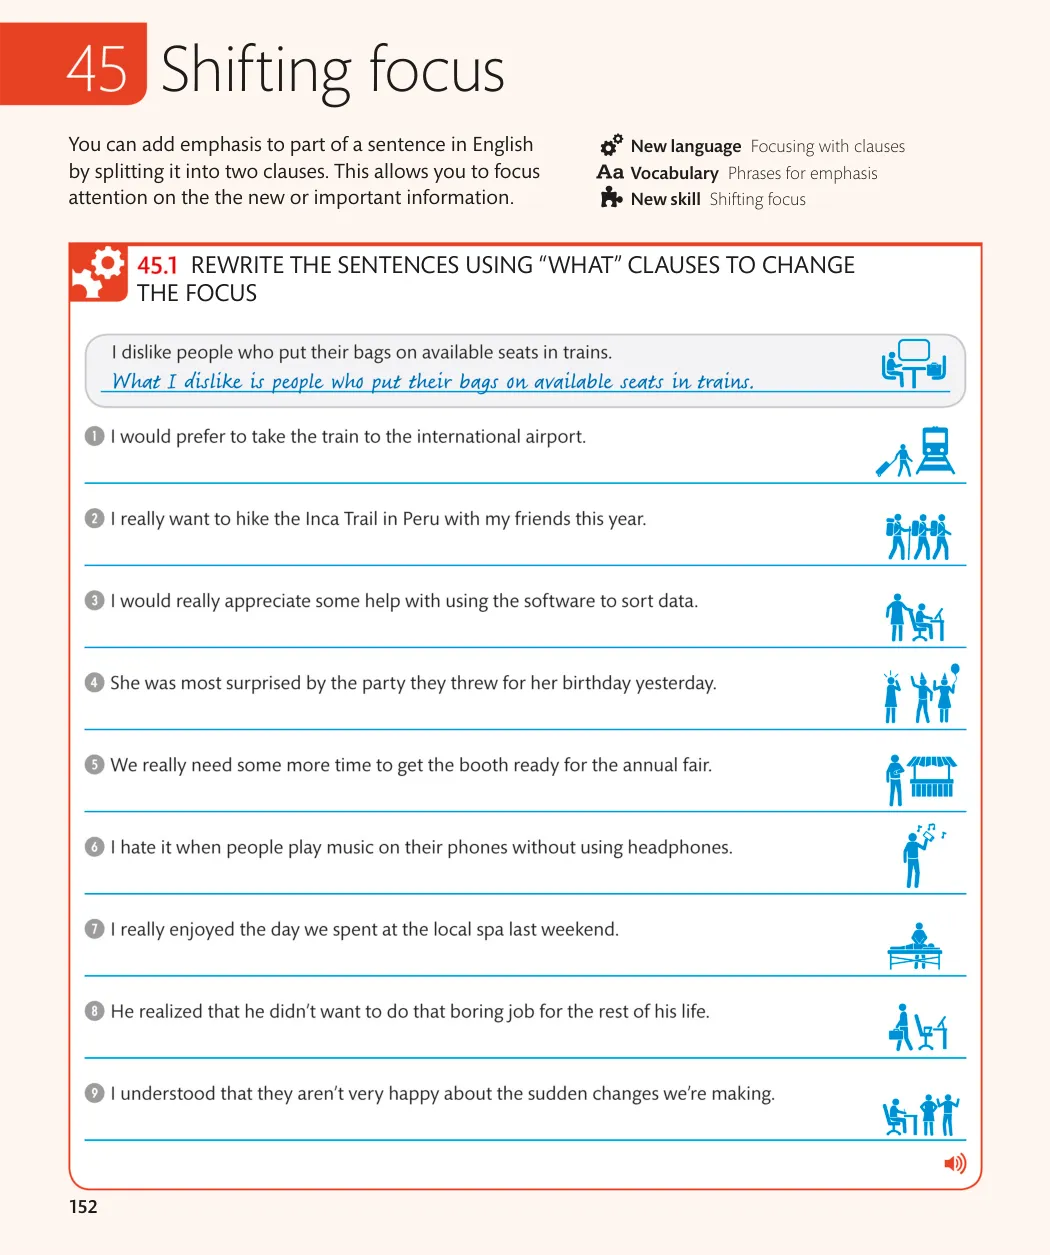 45 Shifting focus
You can add emphasis to part of a sentence in English
by splitting it into two clauses. This allows you to focus
attention on the the new or important information.
New language Focusing with clauses
Aa Vocabulary Phrases for emphasis
New skill Shifting focus
45.1 REWRITE THE SENTENCES USING “WHAT” CLAUSES TO CHANGE
THE FOCUS
I dislike people who put their bags on available seats in trains.
What I dislike is people who put their bags on available seats in trains.
1 I would prefer to take the train to the international airport.
2 I really want to hike the Inca Trail in Peru with my friends this year.
3 I would really appreciate some help with using the software to sort data.
4 She was most surprised by the party they threw for her birthday yesterday.
5 We really need some more time to get the booth ready for the annual fair.
6 I hate it when people play music on their phones without using headphones.
7 I really enjoyed the day we spent at the local spa last weekend.
8 He realized that he didn’t want to do that boring job for the rest of his life.
9 I understood that they aren’t very happy about the sudden changes we’re making.
152